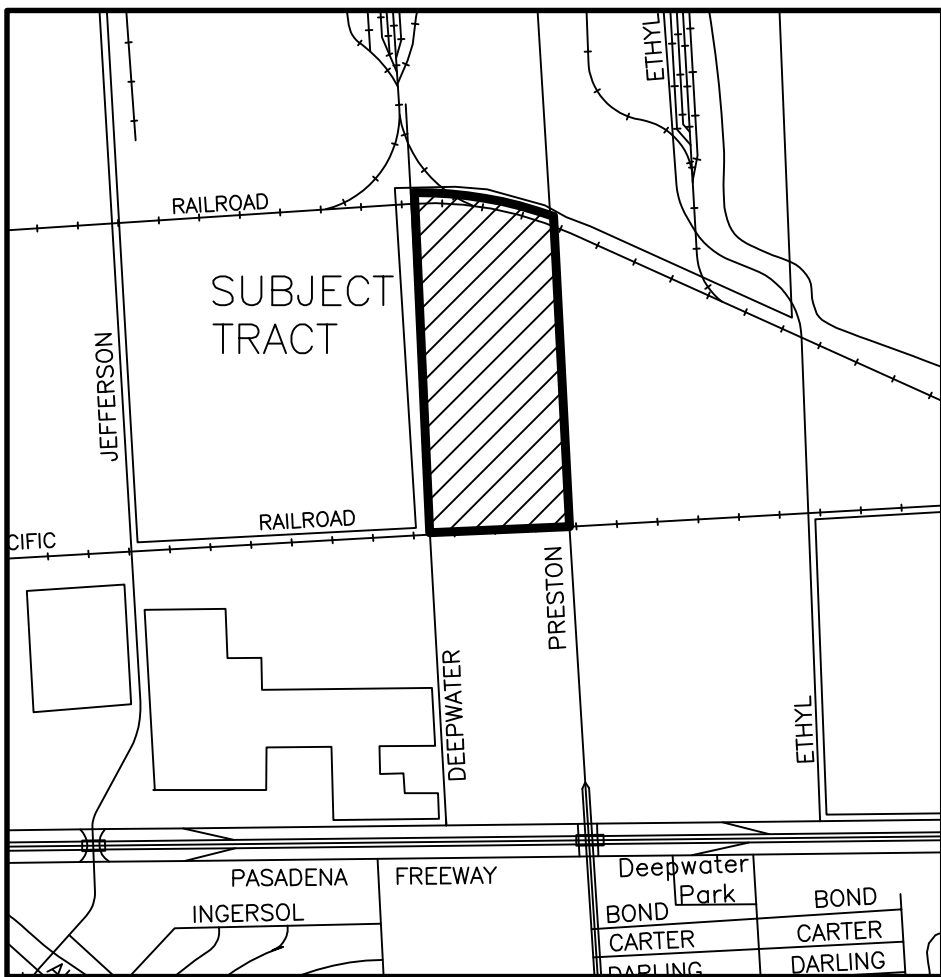 ETHYL
RAILROAD
SUBJECT
TRACT
JEFFERSON
RAILROAD
CIFIC
PRESTON
DEEPWATER
ETHYL
PASADENA FREEWAY
Deepwater
Park
INGERSOL
BOND
BOND
CARTER
CARTER
DARLING
DARLING